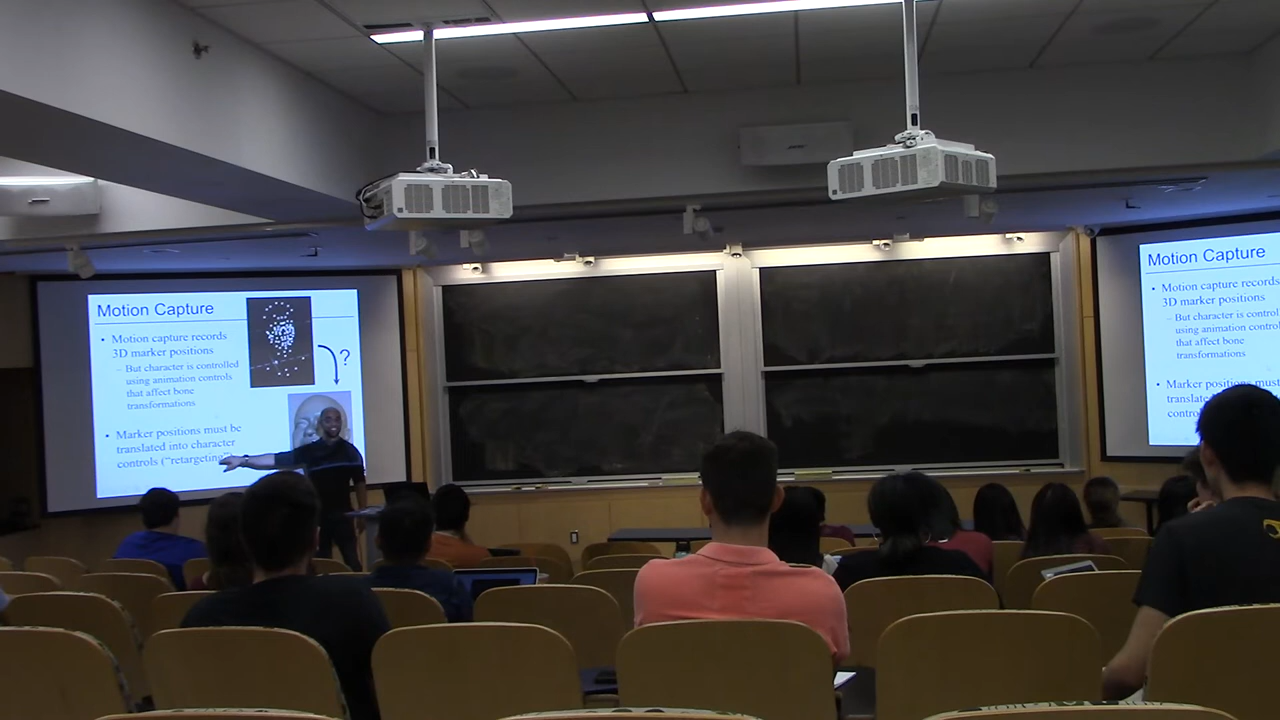 Motion Capture
• Motion capture records
3D marker positions
– But character is controlled
using animation controls
that affect bone
transformations
• Marker positions must be
translated into character
controls ("retargeting")
?
Motion Capture
• Motion capture records
3D marker positions
– But character is control
using animation controls
that affect bone
transformations
• Marker positions must
translate
contro